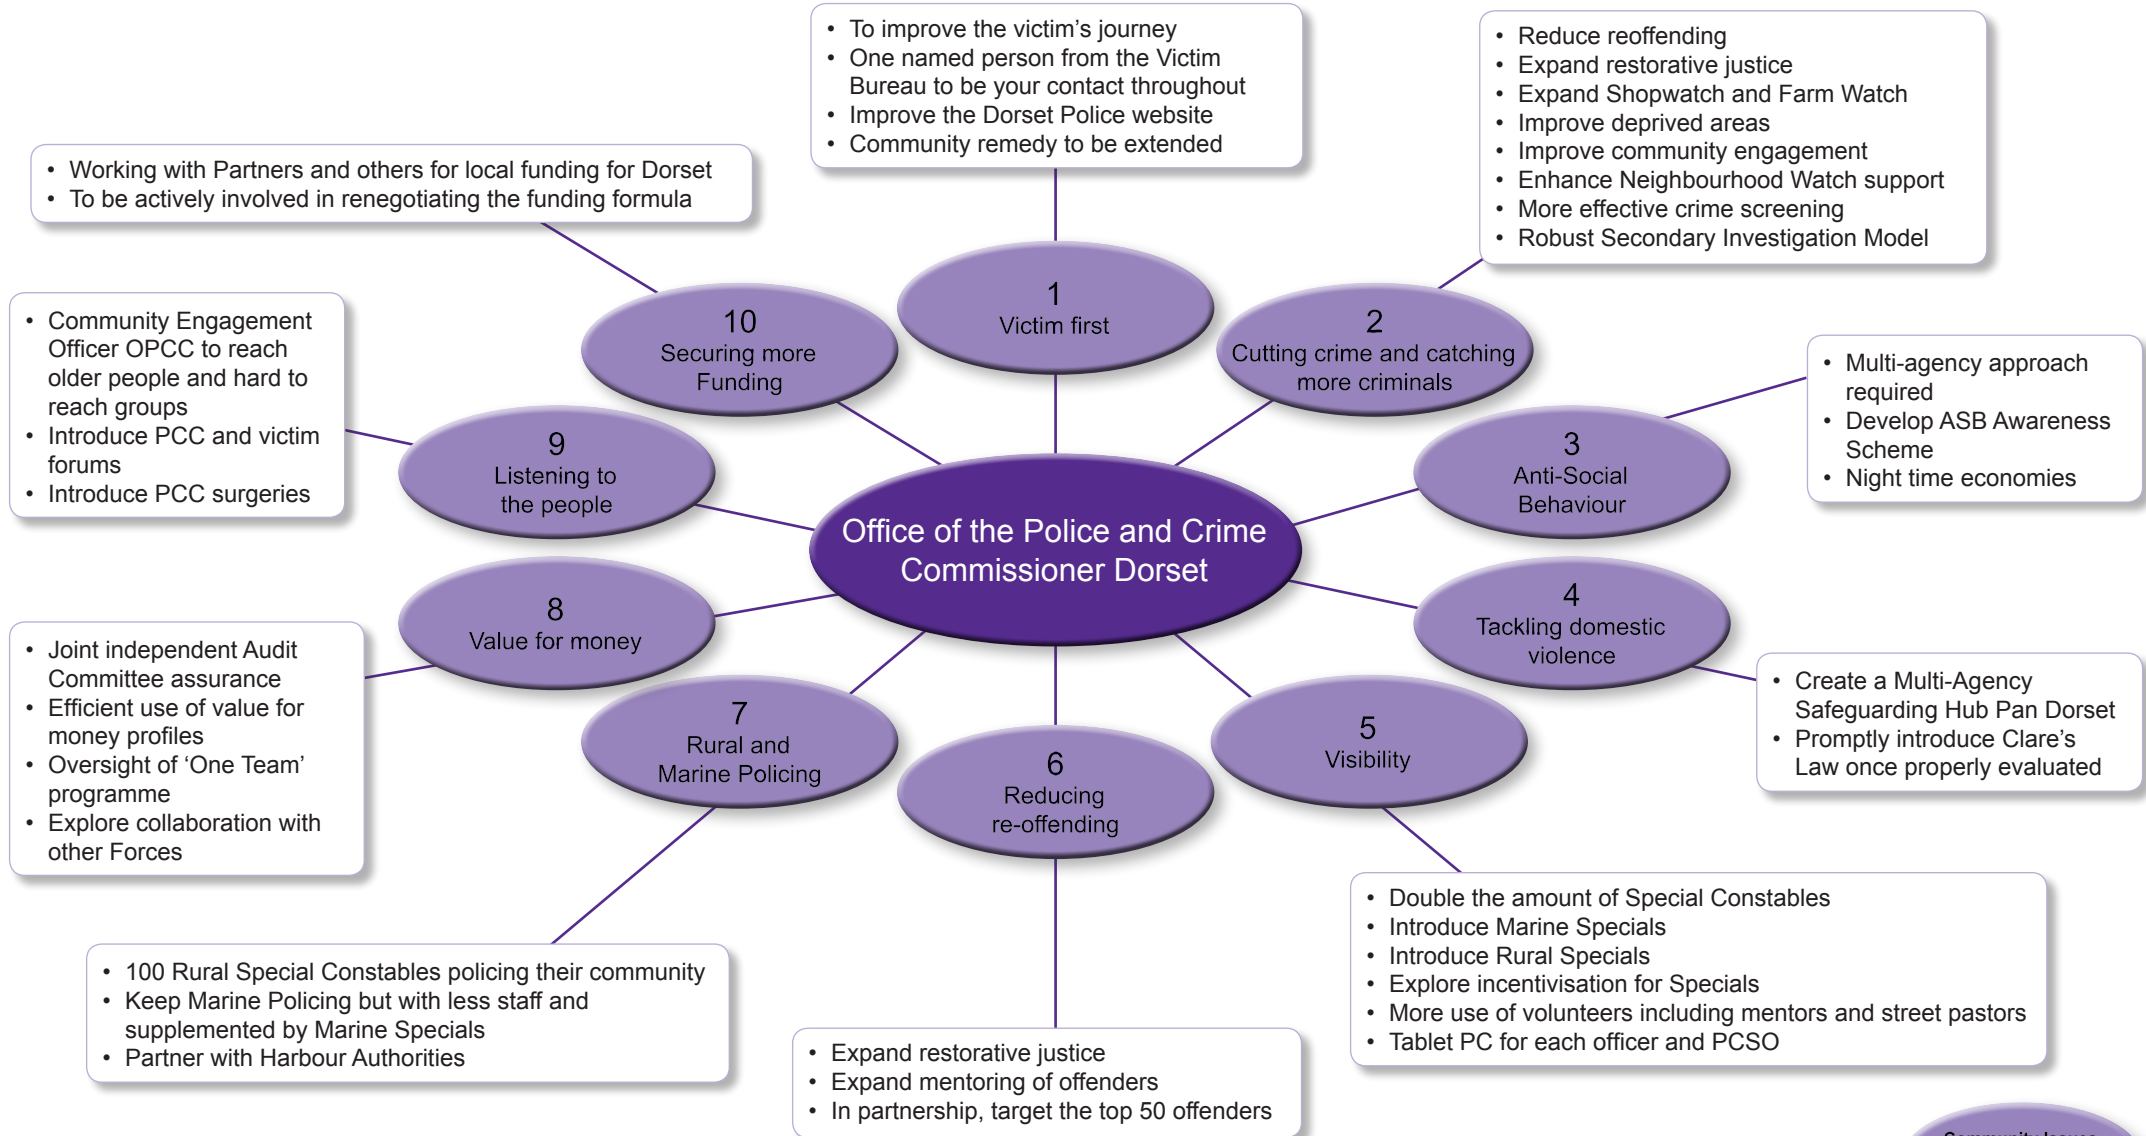 • To improve the victim’s journey
• One named person from the Victim
Bureau to be your contact throughout
• Improve the Dorset Police website
• Community remedy to be extended
• Reduce reoffending
• Expand restorative justice
• Expand Shopwatch and Farm Watch
• Improve deprived areas
• Improve community engagement
• Enhance Neighbourhood Watch support
• More effective crime screening
• Robust Secondary Investigation Model
• Working with Partners and others for local funding for Dorset
• To be actively involved in renegotiating the funding formula
1
Victim first
10
Securing more
Funding
2
Cutting crime and catching
more criminals
• Community Engagement
Officer OPCC to reach
older people and hard to
reach groups
• Introduce PCC and victim
forums
• Introduce PCC surgeries
9
Listening to
the people
3
Anti-Social
Behaviour
• Multi-agency approach
required
• Develop ASB Awareness
Scheme
• Night time economies
Office of the Police and Crime
Commissioner Dorset
8
Value for money
4
Tackling domestic
violence
• Joint independent Audit
Committee assurance
• Efficient use of value for
money profiles
• Oversight of ‘One Team’
programme
• Explore collaboration with
other Forces
• Create a Multi-Agency
Safeguarding Hub Pan Dorset
• Promptly introduce Clare’s
Law once properly evaluated
7
Rural and
Marine Policing
6
Reducing
re-offending
5
Visibility
• 100 Rural Special Constables policing their community
• Keep Marine Policing but with less staff and
supplemented by Marine Specials
• Partner with Harbour Authorities
• Expand restorative justice
• Expand mentoring of offenders
• In partnership, target the top 50 offenders
• Double the amount of Special Constables
• Introduce Marine Specials
• Introduce Rural Specials
• Explore incentivisation for Specials
• More use of volunteers including mentors and street pastors
• Tablet PC for each officer and PCSO
Community Issues